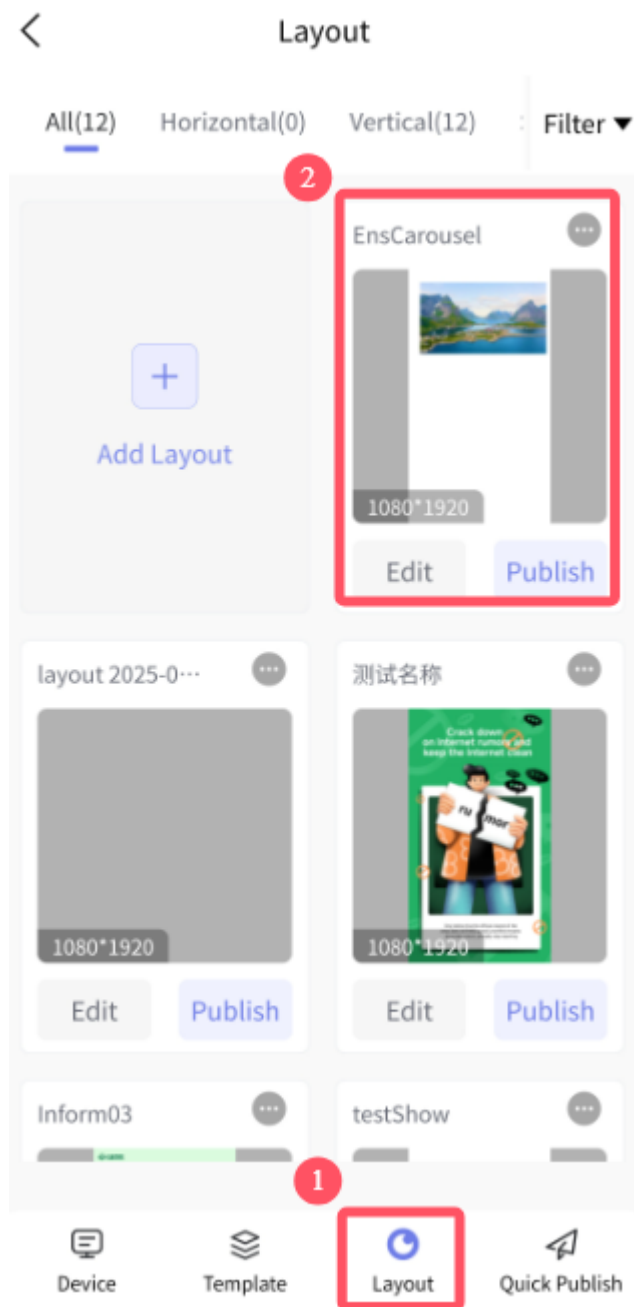 Layout
All(12) Horizontal(0) Vertical(12) Filter ▼
2
EnsCarousel
Add Layout
1080*1920
Edit Publish
layout 2025-0··· 测试名称
Crack down
on internet rumors and
keep the Internet clean
ru mor
1080*1920 1080*1920
Edit Publish Edit Publish
Inform03 testShow
1
Device Template Layout Quick Publish